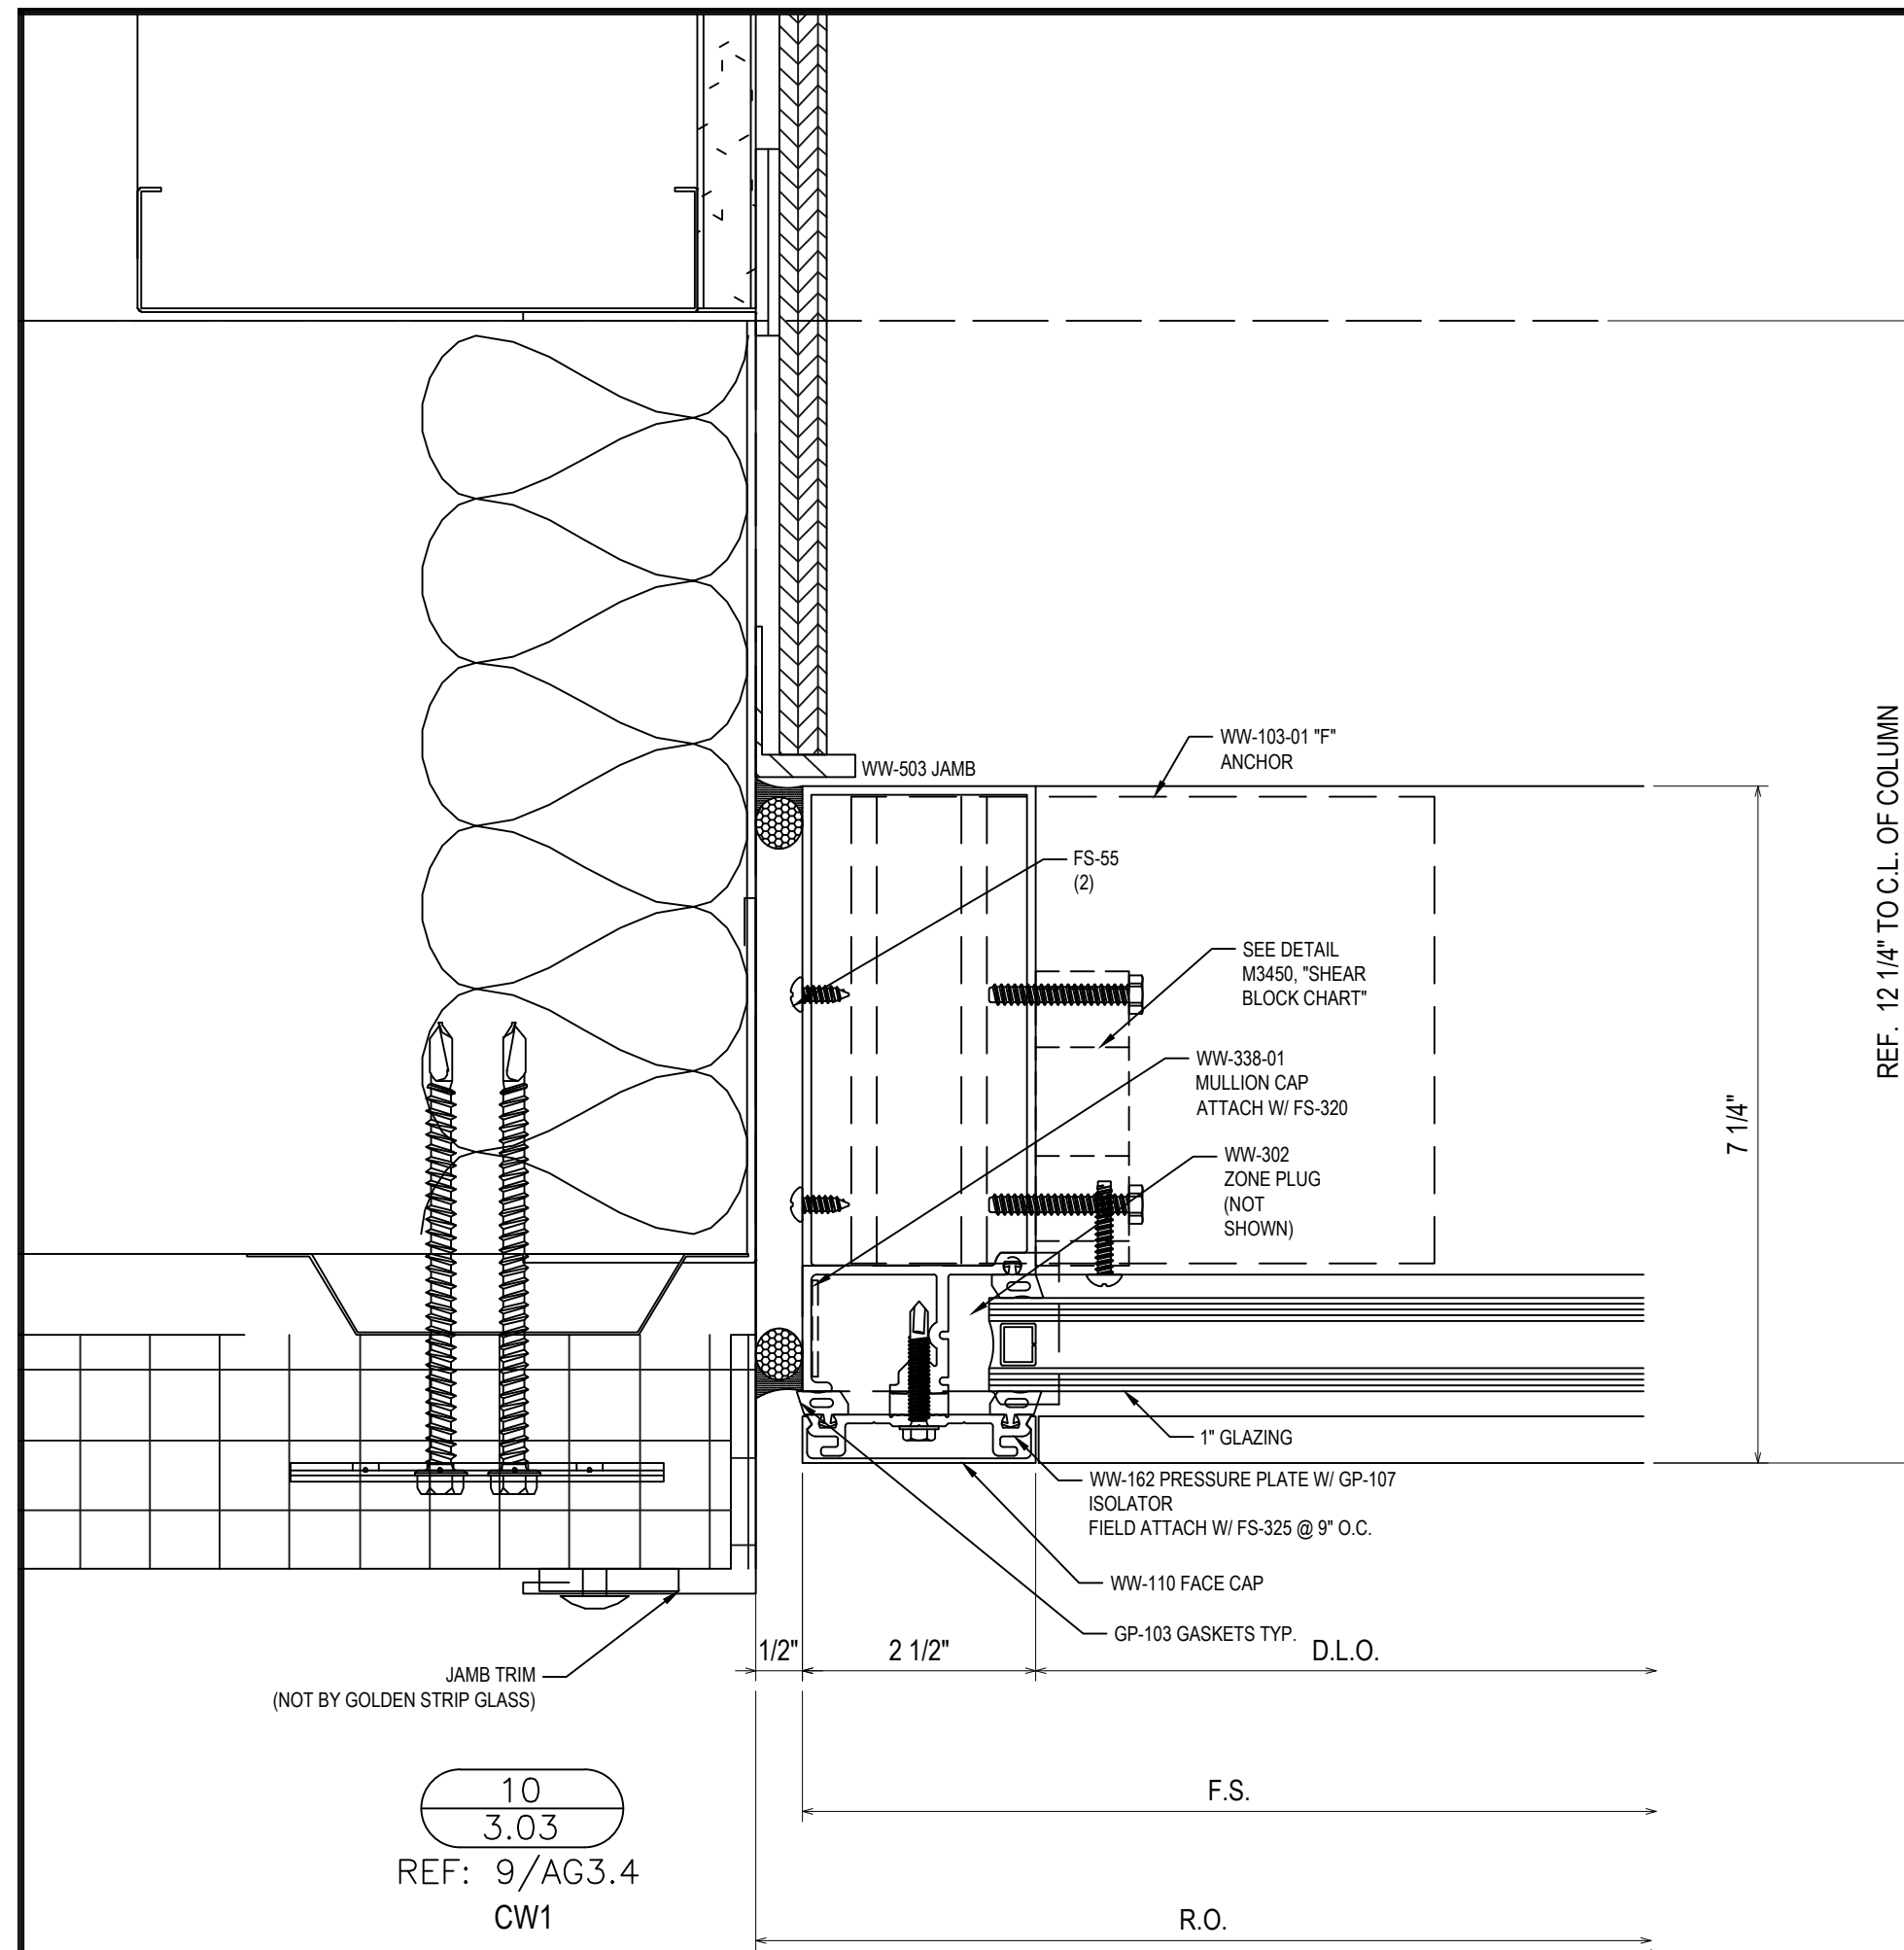 WW-103-01 "F"
ANCHOR
WW-503 JAMB
FS-55
(2)
SEE DETAIL
M3450, "SHEAR
BLOCK CHART"
WW-338-01
MULLION CAP
ATTACH W/ FS-320
WW-302
ZONE PLUG
(NOT
SHOWN)
REF. 12 1/4" TO C.L. OF COLUMN
7 1/4"
1" GLAZING
WW-162 PRESSURE PLATE W/ GP-107
ISOLATOR
FIELD ATTACH W/ FS-325 @ 9" O.C.
WW-110 FACE CAP
GP-103 GASKETS TYP.
1/2"
2 1/2"
D.L.O.
JAMB TRIM
(NOT BY GOLDEN STRIP GLASS)
F.S.
10
3.03
REF: 9/AG3.4
CW1
R.O.